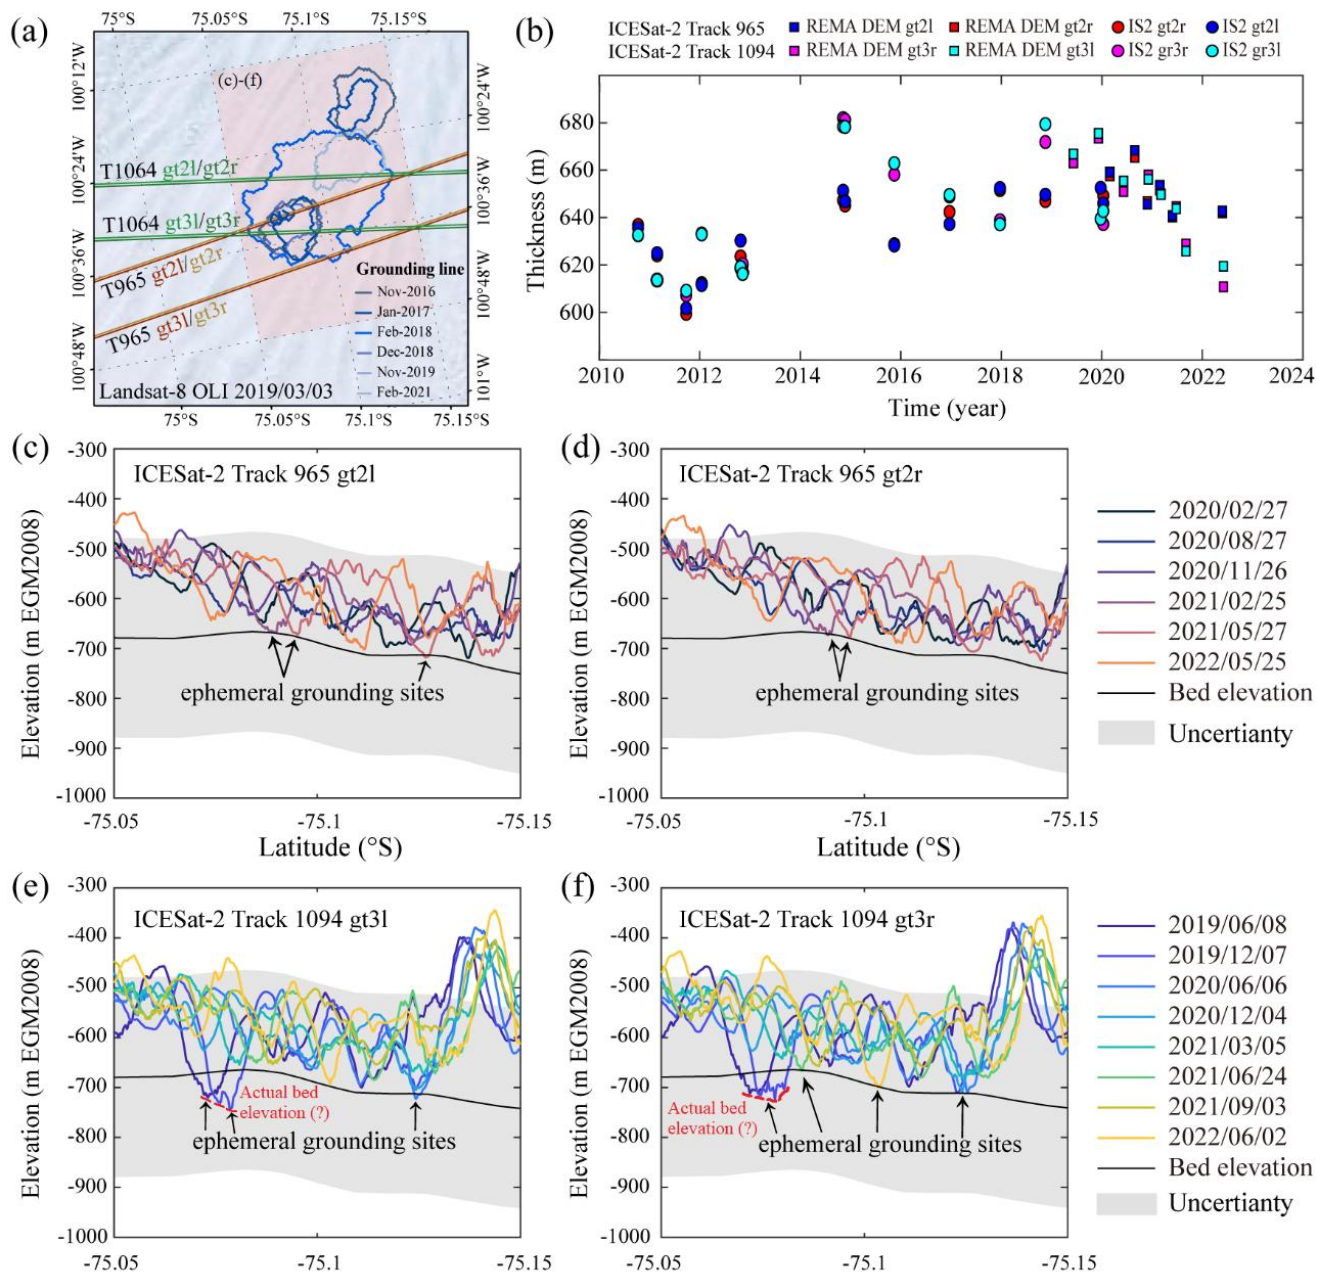 (a)
75°S 75.05°S 75.1°S 75.15°S
100°12'W
100°24'W
100°36'W
100°48'W
100°24'W
100°36'W
100°48'W
101°W
(c)-(f)
T1064 gt2l/gt2r
T1064 gt3l/gt3r
T965 gt2l/gt2r
T965 gt3l/gt3r
Grounding line
Nov-2016
Jan-2017
Feb-2018
Dec-2018
Nov-2019
Feb-2021
Landsat-8 OLI 2019/03/03
75°S 75.05°S 75.1°S 75.15°S
(b)
ICESat-2 Track 965 REMA DEM gt2l REMA DEM gt2r IS2 gt2r IS2 gt2l
ICESat-2 Track 1094 REMA DEM gt3r REMA DEM gt3l IS2 gr3r IS2 gr3l
Thickness (m)
680
660
640
620
600
2010 2012 2014 2016 2018 2020 2022 2024
Time (year)
(c)
ICESat-2 Track 965 gt2l
Elevation (m EGM2008)
-300
-400
-500
-600
-700
-800
-900
-1000
ephemeral grounding sites
-75.05 -75.1 -75.15
Latitude (°S)
(d)
ICESat-2 Track 965 gt2r
Elevation (m EGM2008)
-300
-400
-500
-600
-700
-800
-900
-1000
ephemeral grounding sites
-75.05 -75.1 -75.15
Latitude (°S)
2020/02/27
2020/08/27
2020/11/26
2021/02/25
2021/05/27
2022/05/25
Bed elevation
Uncertianty
(e)
ICESat-2 Track 1094 gt3l
Elevation (m EGM2008)
-300
-400
-500
-600
-700
-800
-900
-1000
Actual bed
elevation (?)
ephemeral grounding sites
-75.05 -75.1 -75.15
(f)
ICESat-2 Track 1094 gt3r
Elevation (m EGM2008)
-300
-400
-500
-600
-700
-800
-900
-1000
Actual bed
elevation (?)
ephemeral grounding sites
-75.05 -75.1 -75.15
2019/06/08
2019/12/07
2020/06/06
2020/12/04
2021/03/05
2021/06/24
2021/09/03
2022/06/02
Bed elevation
Uncertianty